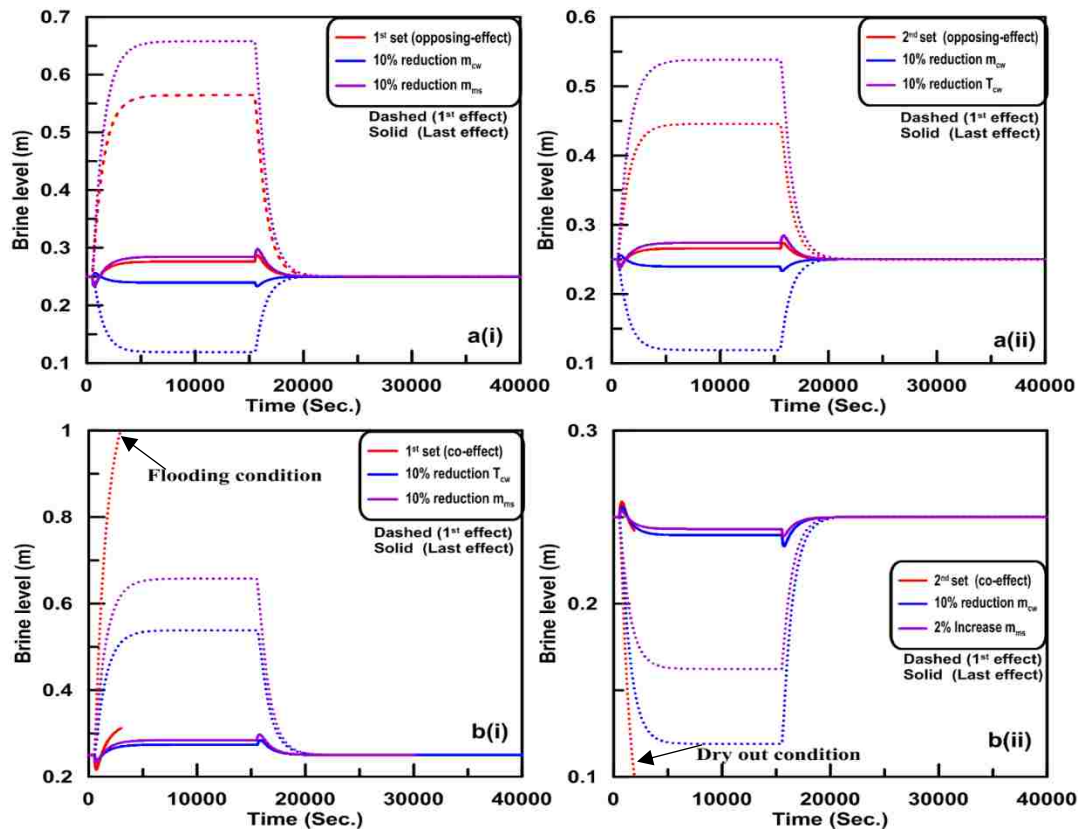 0.7
0.6
0.5
0.4
0.3
0.2
0.1
Brine level (m)
1st set (opposing-effect)
10% reduction mcw
10% reduction mms
Dashed (1st effect)
Solid (Last effect)
a(i)
0 10000 20000 30000 40000
Time (Sec.)
0.6
0.5
0.4
0.3
0.2
0.1
Brine level (m)
2nd set (opposing-effect)
10% reduction mcw
10% reduction Tcw
Dashed (1st effect)
Solid (Last effect)
a(ii)
0 10000 20000 30000 40000
Time (Sec.)
1
0.8
0.6
0.4
0.2
Brine level (m)
Flooding condition
1st set (co-effect)
10% reduction Tcw
10% reduction mms
Dashed (1st effect)
Solid (Last effect)
b(i)
0 10000 20000 30000 40000
Time (Sec.)
0.3
0.2
0.1
Brine level (m)
2nd set (co-effect)
10% reduction mcw
2% Increase mms
Dashed (1st effect)
Solid (Last effect)
b(ii)
Dry out condition
0 10000 20000 30000 40000
Time (Sec.)